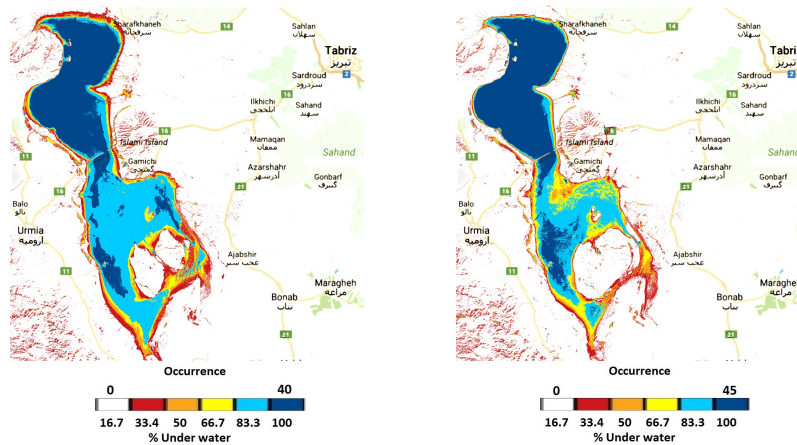 Sharafkhaneh
شرفخانه
14
Sahlan
سهلان
Tabriz
تبریز
2
Sardroud
سردرود
16
Ilkhichi
ایلخچی
Sahand
سهند
16
Islami Island
Mamaqan
ممقان
Sahand
11
Gamichi
گمیچی
Azarshahr
آذرشهر
Gonbarf
گنبرف
16
21
Balo
بالو
Urmia
ارومیه
Ajabshir
عجب شیر
11
Maragheh
مراغه
Bonab
بناب
21
Occurrence
0 40
16.7 33.4 50 66.7 83.3 100
% Under water
Sharafkhaneh
شرفخانه
14
Sahlan
سهلان
Tabriz
تبریز
2
Sardroud
سردرود
16
Ilkhichi
ایلخچی
Sahand
سهند
Islami Island
Mamaqan
ممقان
Sahand
11
Gamichi
گمیچی
Azarshahr
آذرشهر
Gonbarf
گنبرف
16
21
Balo
بالو
Urmia
ارومیه
Ajabshir
عجب شیر
11
Maragheh
مراغه
Bonab
بناب
21
Occurrence
0 45
16.7 33.4 50 66.7 83.3 100
% Under water